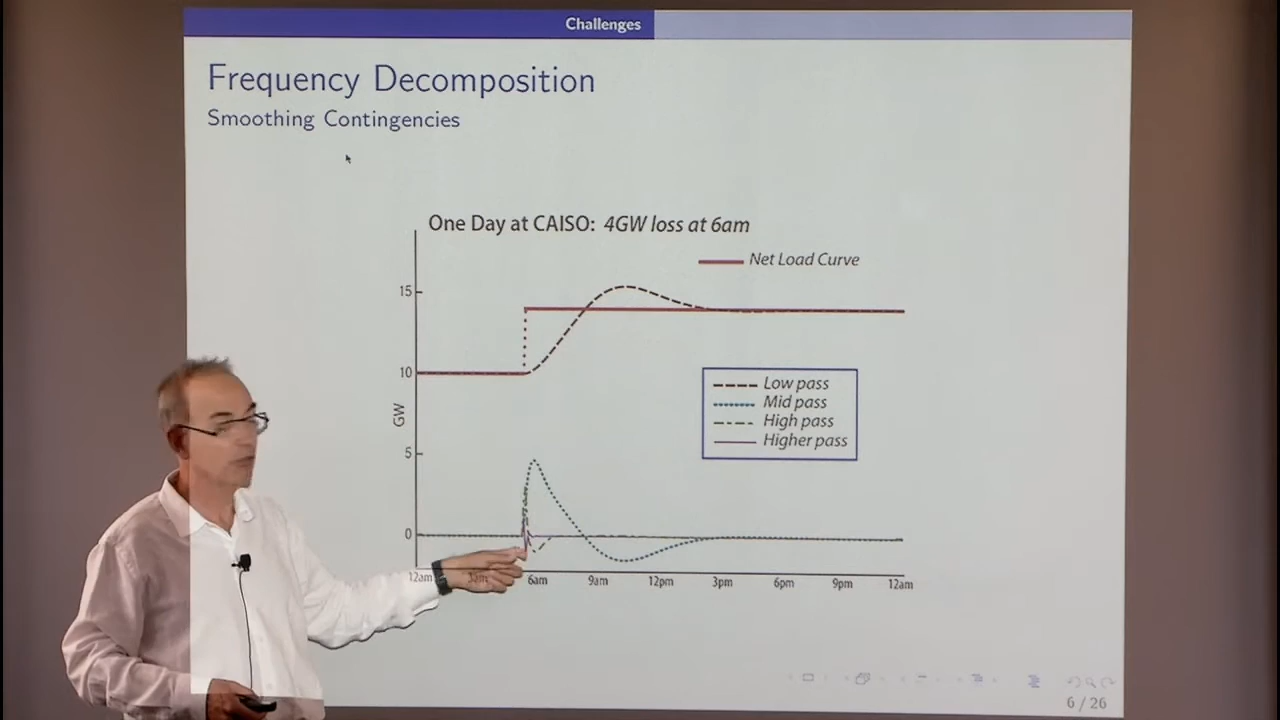 Challenges
Frequency Decomposition
Smoothing Contingencies
One Day at CAISO: 4GW loss at 6am
Net Load Curve
15
10
GW
5
0
Low pass
Mid pass
High pass
Higher pass
12am 3am 6am 9am 12pm 3pm 6pm 9pm 12am
6 / 26